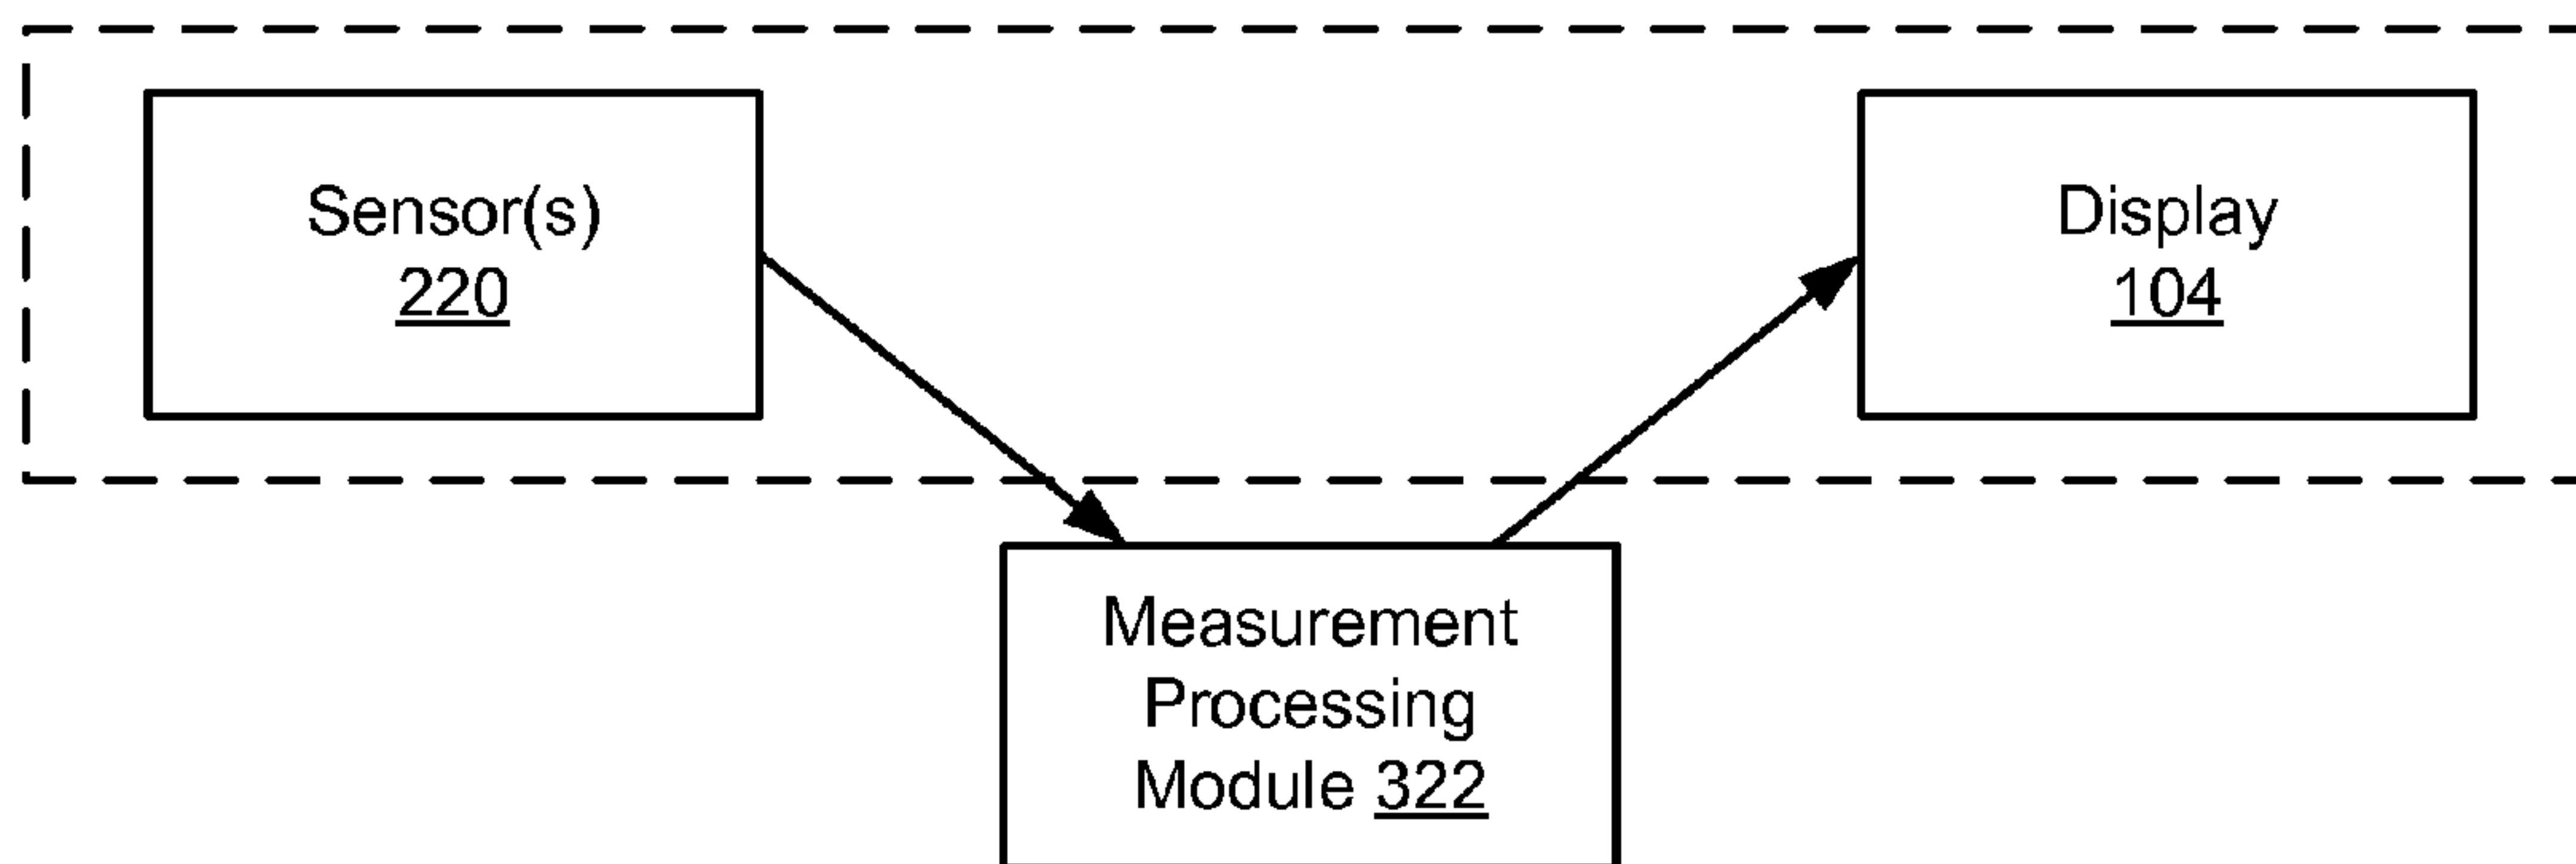 Sensor(s)
220
Display
104
Measurement
Processing
Module 322